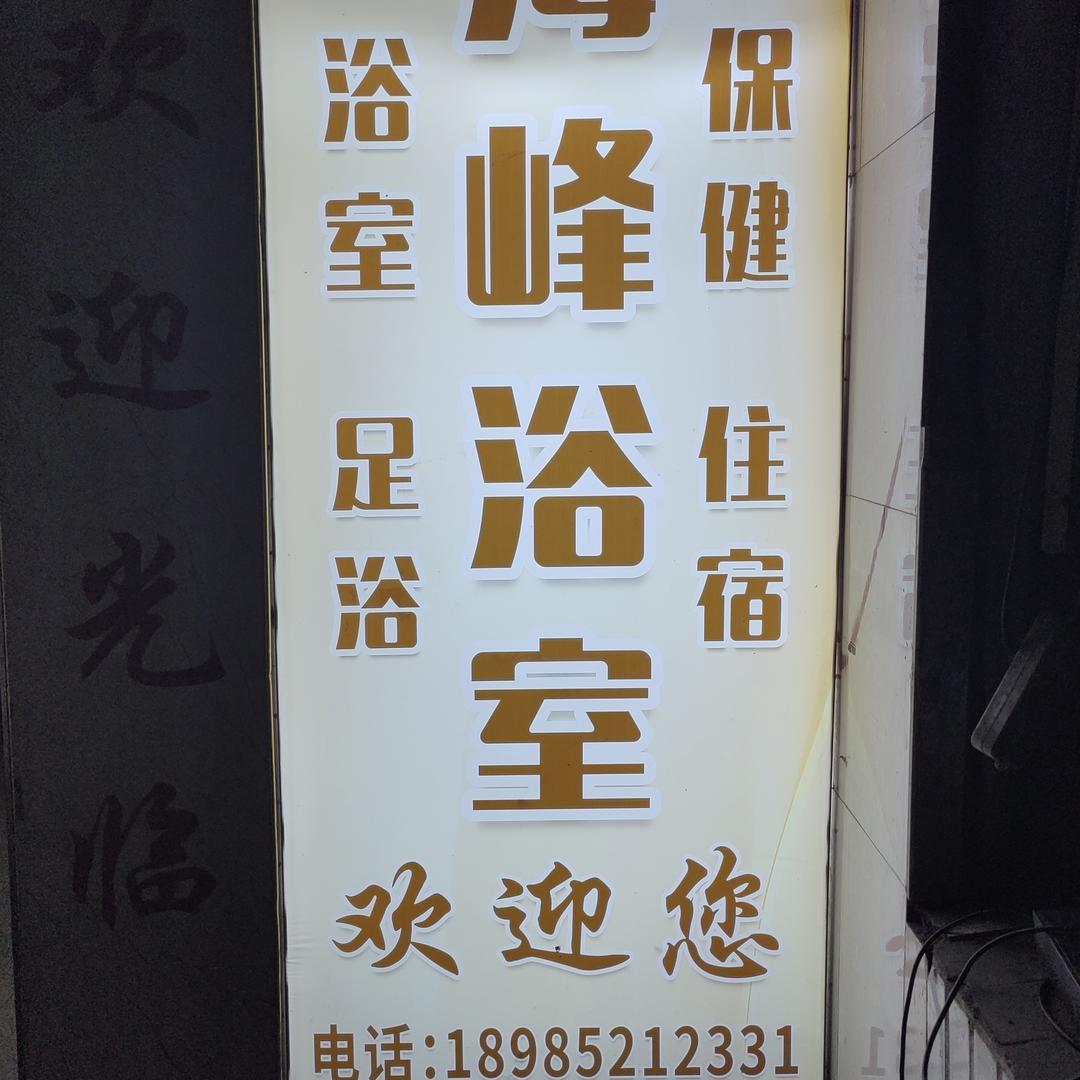 欢迎光临
浴室
足浴
峰浴室
保健
住宿
欢迎您
电话:18985212331